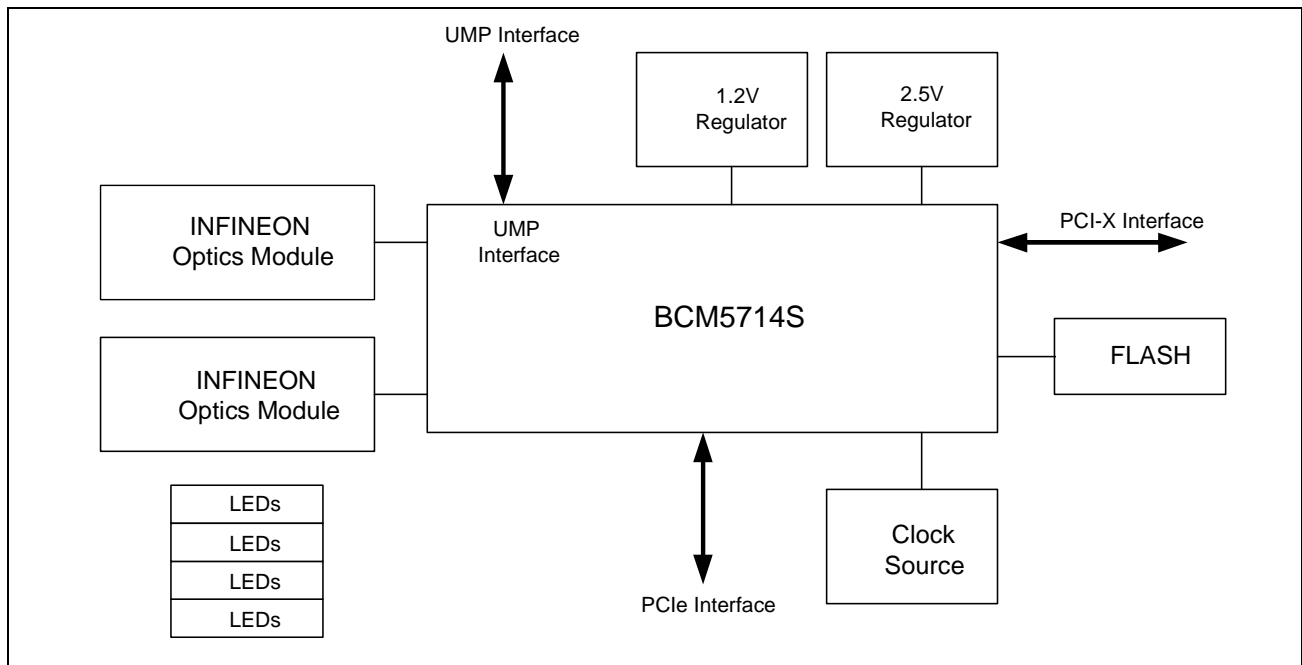 UMP Interface
1.2V
Regulator
2.5V
Regulator
INFINEON
Optics Module
UMP
Interface
PCI-X Interface
BCM5714S
FLASH
INFINEON
Optics Module
LEDs
LEDs
LEDs
LEDs
Clock
Source
PCIe Interface